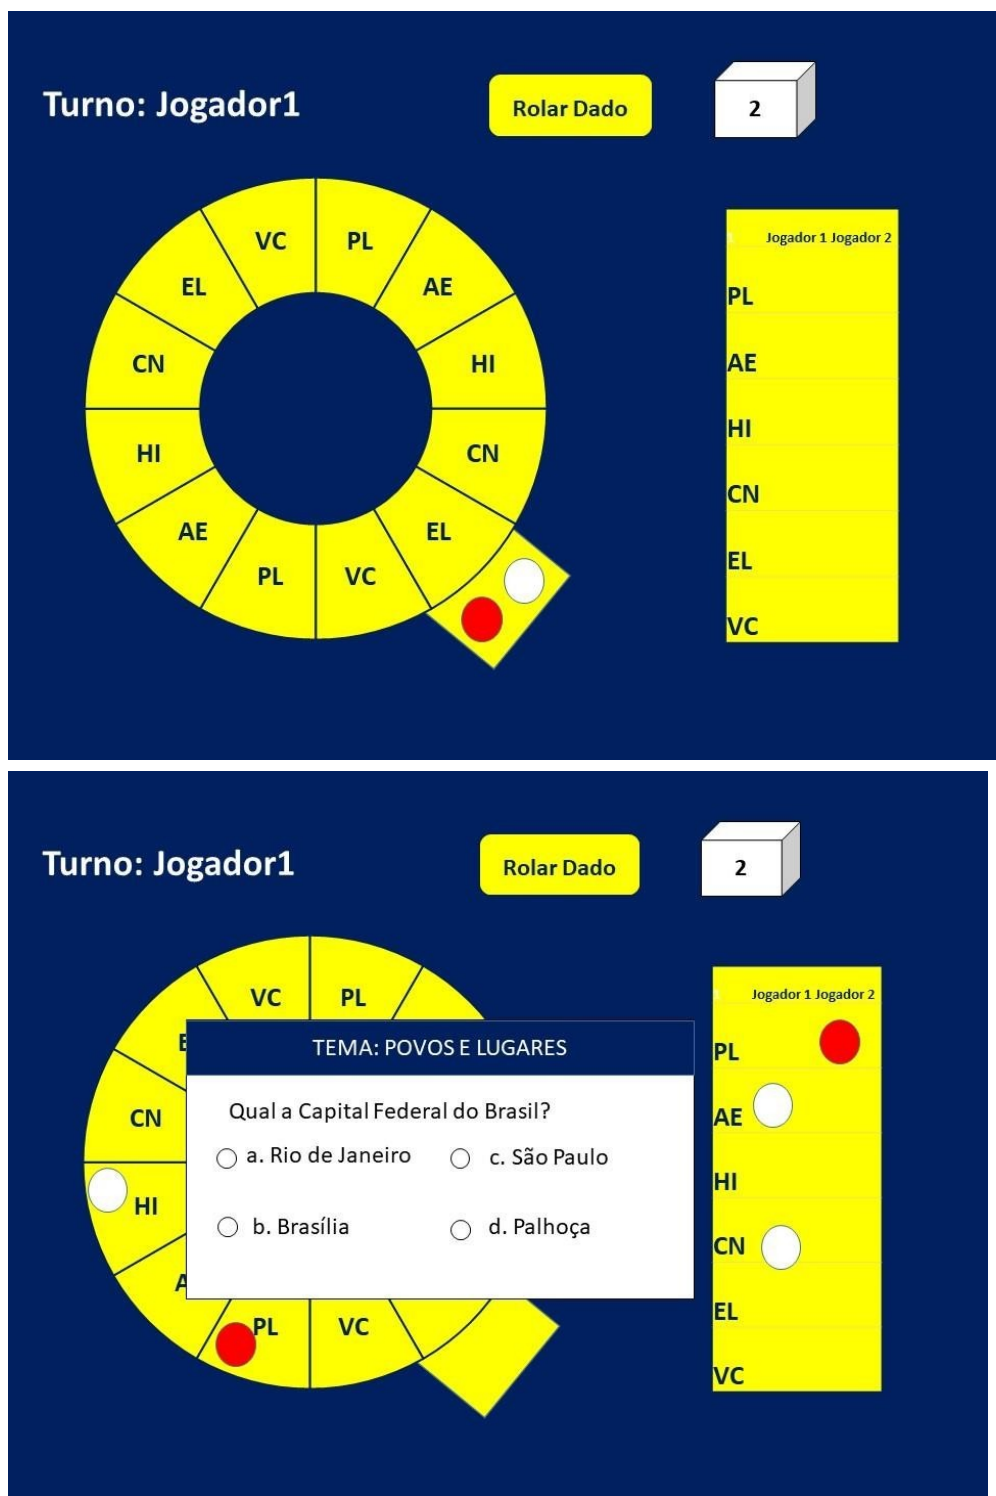 Turno: Jogador1
Rolar Dado
2
VC
PL
EL
AE
CN
HI
HI
CN
AE
EL
PL
VC
1
Jogador 1 Jogador 2
PL
AE
HI
CN
EL
VC
Turno: Jogador1
Rolar Dado
2
VC
PL
CN
HI
PL
VC
TEMA: POVOS E LUGARES
Qual a Capital Federal do Brasil?
a. Rio de Janeiro
c. São Paulo
b. Brasília
d. Palhoça
Jogador 1 Jogador 2
PL
AE
HI
CN
EL
VC